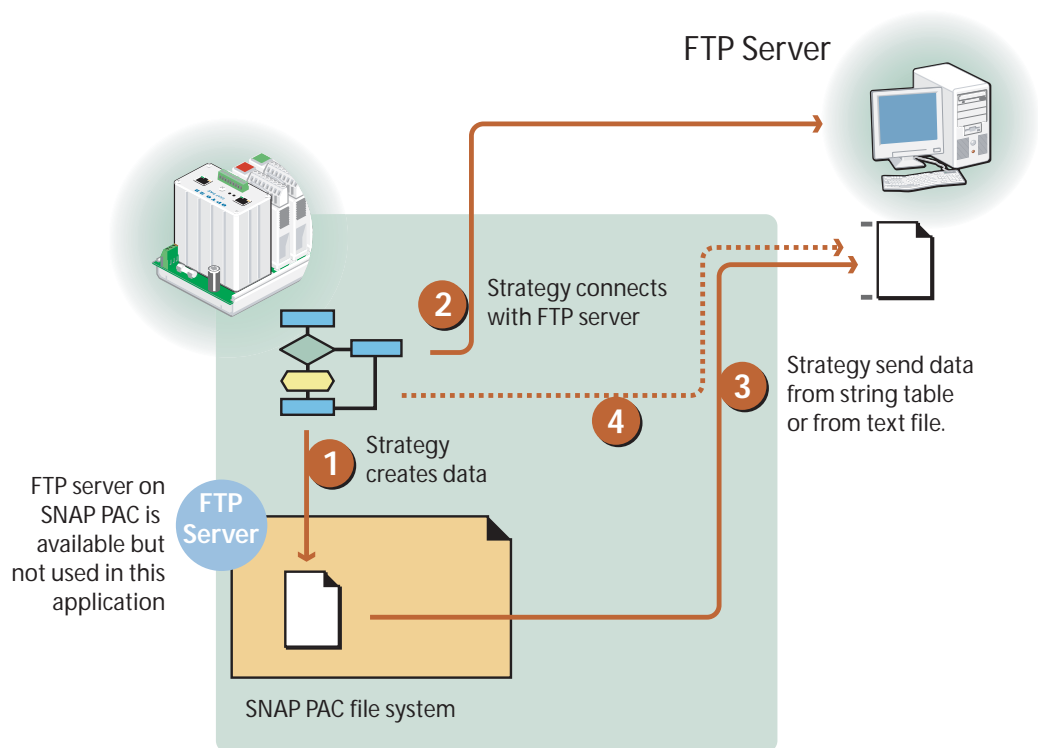 FTP Server
2
Strategy connects
with FTP server
3
Strategy send data
from string table
or from text file.
4
1
Strategy
creates data
FTP server on
SNAP PAC is
available but
not used in this
application
FTP
Server
SNAP PAC file system